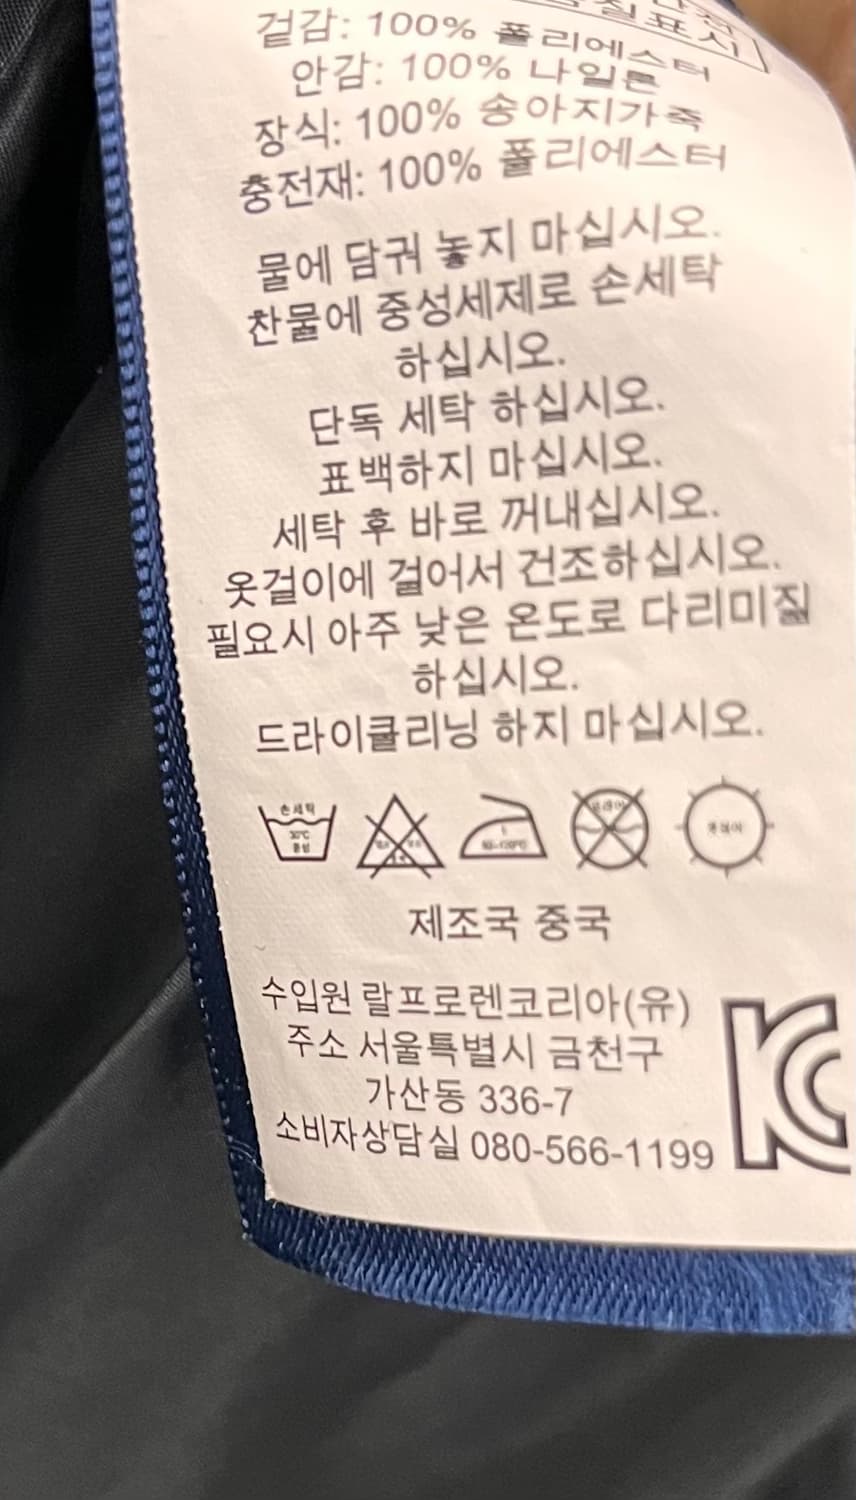 품질표시
겉감: 100% 폴리에스터
안감: 100% 나일론
장식: 100% 송아지가죽
충전재: 100% 폴리에스터
물에 담궈 놓지 마십시오.
찬물에 중성세제로 손세탁
하십시오.
단독 세탁 하십시오.
표백하지 마십시오.
세탁 후 바로 꺼내십시오.
옷걸이에 걸어서 건조하십시오.
필요시 아주 낮은 온도로 다리미질
하십시오.
드라이클리닝 하지 마십시오.
손세탁
30℃
중성
옷걸이
제조국 중국
수입원 랄프로렌코리아(유)
주소 서울특별시 금천구
가산동 336-7
소비자상담실 080-566-1199
KC